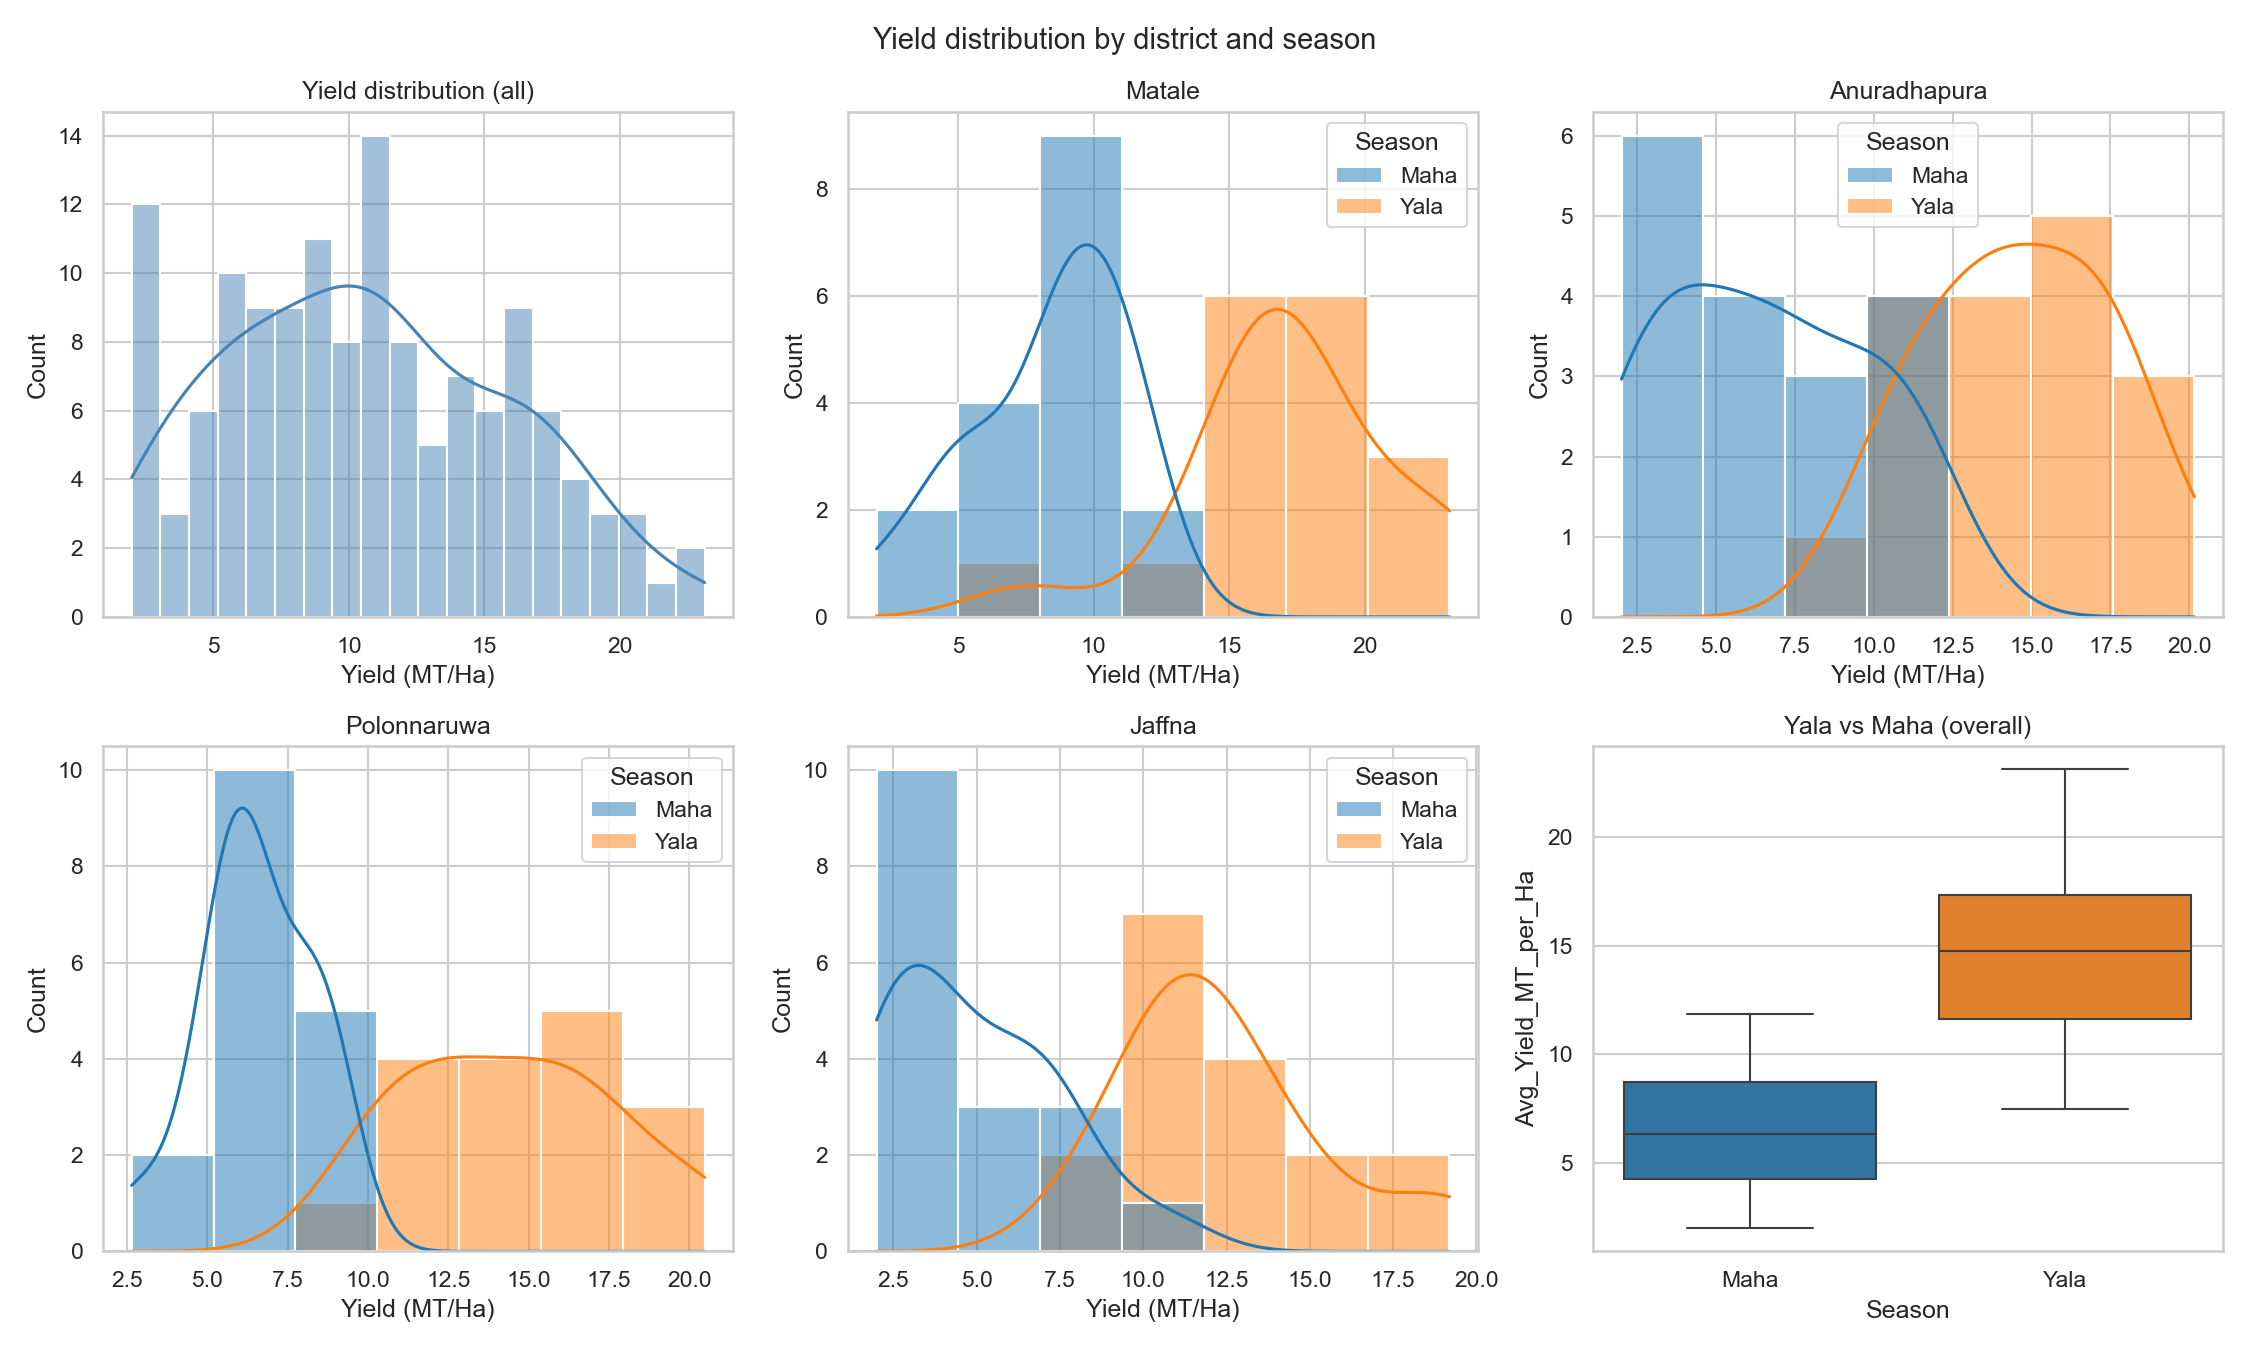 Yield distribution by district and season
Yield distribution (all)
Count
14
12
10
8
6
4
2
0
5 10 15 20
Yield (MT/Ha)
Matale
Count
8
6
4
2
0
Season
Maha
Yala
5 10 15 20
Yield (MT/Ha)
Anuradhapura
Count
6
5
4
3
2
1
0
Season
Maha
Yala
2.5 5.0 7.5 10.0 12.5 15.0 17.5 20.0
Yield (MT/Ha)
Polonnaruwa
Count
10
8
6
4
2
0
Season
Maha
Yala
2.5 5.0 7.5 10.0 12.5 15.0 17.5 20.0
Yield (MT/Ha)
Jaffna
Count
10
8
6
4
2
0
Season
Maha
Yala
2.5 5.0 7.5 10.0 12.5 15.0 17.5 20.0
Yield (MT/Ha)
Yala vs Maha (overall)
Avg_Yield_MT_per_Ha
20
15
10
5
Maha Yala
Season